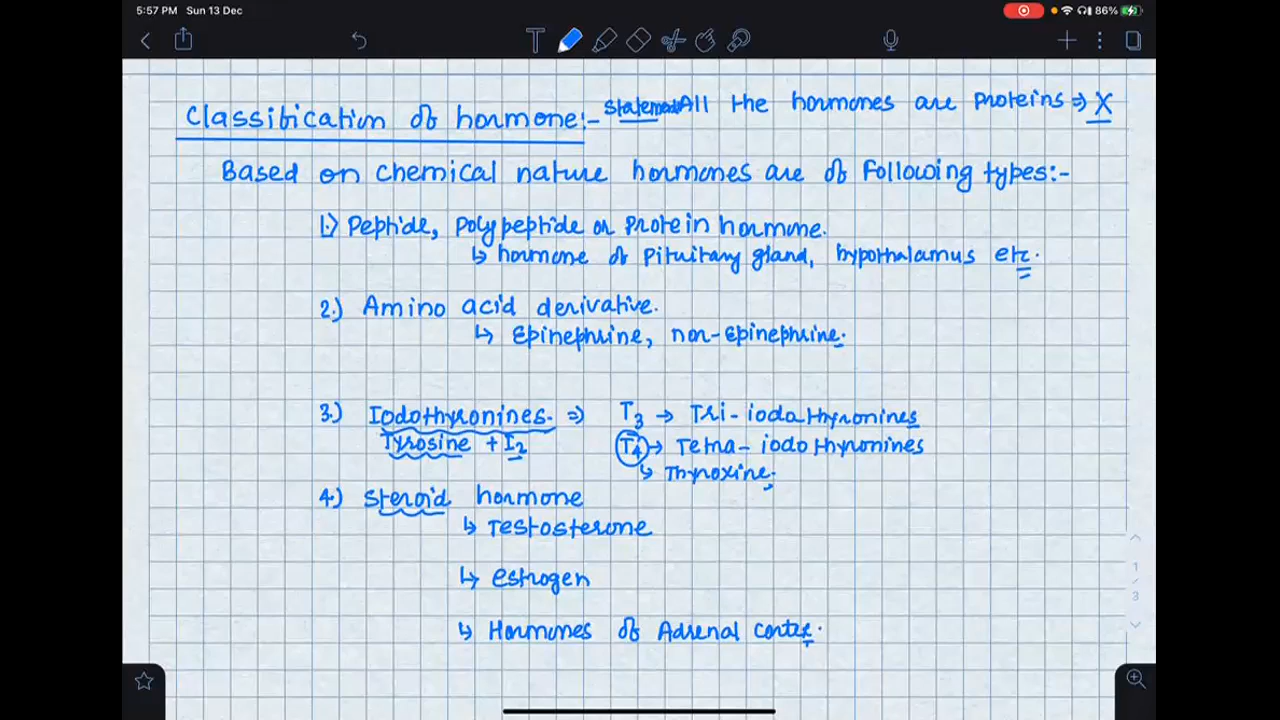 5:57 PM Sun 13 Dec
86%
Classification of hormone:- Statement All the hormones are proteins ⇒ X
Based on chemical nature hormones are of following types:-
1.) Peptide, polypeptide or protein hormone.
↳ hormone of pituitary gland, hypothalamus etc.
2.) Amino acid derivative.
↳ Epinephrine, non-Epinephrine.
3.) Iodothyronines. ⇒ T3 → Tri-iodothyronines
Tyrosine + I2 T4 → Tetra-iodothyronines
↳ Thyroxine.
4.) Steroid hormone
↳ Testosterone
↳ estrogen
↳ Hormones of Adrenal
1
/
3